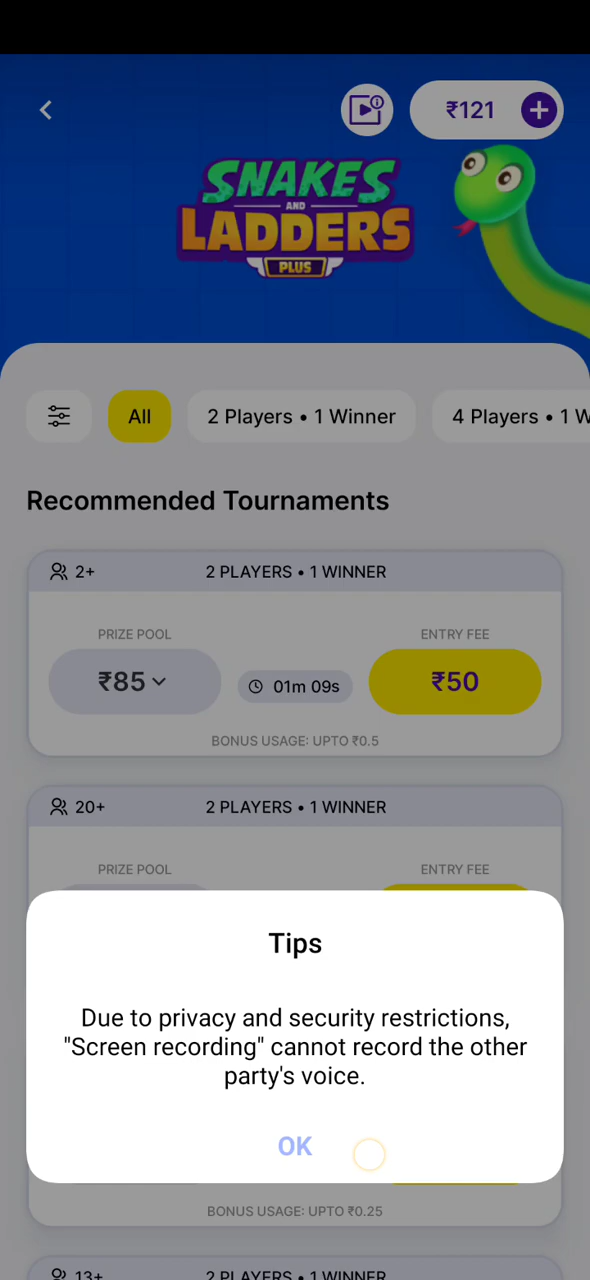 ₹121
SNAKES
AND
LADDERS
PLUS
All
2 Players • 1 Winner
4 Players • 1 W
Recommended Tournaments
2+
2 PLAYERS • 1 WINNER
PRIZE POOL
ENTRY FEE
₹85
01m 09s
₹50
BONUS USAGE: UPTO ₹0.5
20+
2 PLAYERS • 1 WINNER
PRIZE POOL
ENTRY FEE
Tips
Due to privacy and security restrictions,
"Screen recording" cannot record the other
party's voice.
OK
BONUS USAGE: UPTO ₹0.25
13+
2 PLAYERS • 1 WINNER